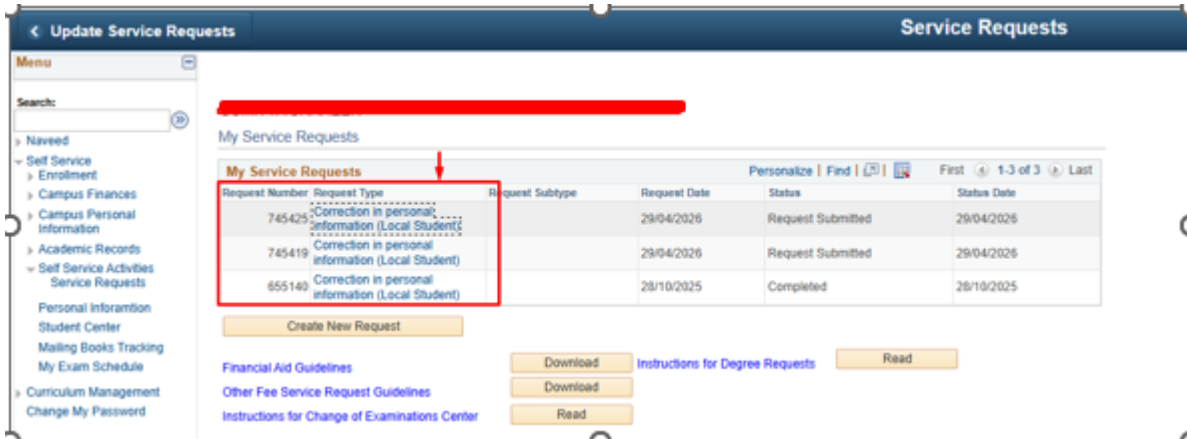 Update Service Requests
Service Requests
Menu
Search:
Naveed
Self Service
Enrollment
Campus Finances
Campus Personal
Information
Academic Records
Self Service Activities
Service Requests
Personal Inforamtion
Student Center
Mailing Books Tracking
My Exam Schedule
Curriculum Management
Change My Password
My Service Requests
My Service Requests Personalize | Find | First 1-3 of 3 Last
Request Number Request Type Request Subtype Request Date Status Status Date
745425 Correction in personal information (Local Student) 29/04/2026 Request Submitted 29/04/2026
745419 Correction in personal information (Local Student) 29/04/2026 Request Submitted 29/04/2026
655140 Correction in personal information (Local Student) 28/10/2025 Completed 28/10/2025
Create New Request
Financial Aid Guidelines Download Instructions for Degree Requests Read
Other Fee Service Request Guidelines Download
Instructions for Change of Examinations Center Read